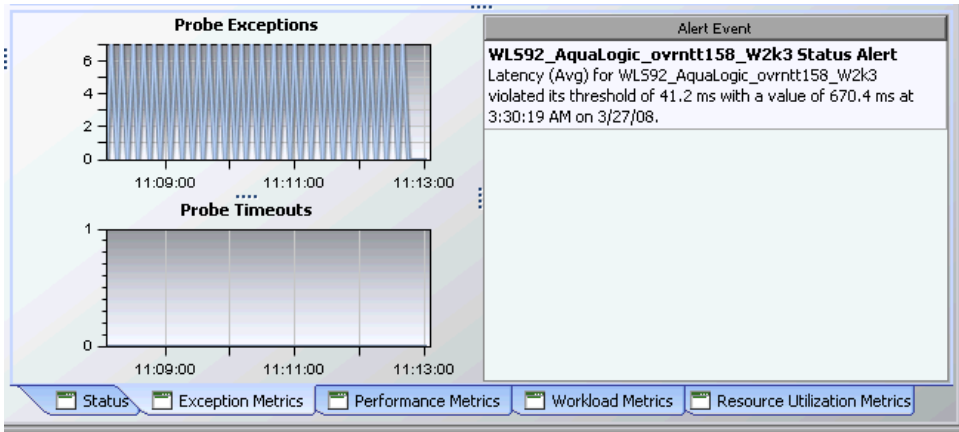 Probe Exceptions
6
4
2
0
11:09:00 11:11:00 11:13:00
Probe Timeouts
1
0
11:09:00 11:11:00 11:13:00
Alert Event
WLS92_AquaLogic_ovrntt158_W2k3 Status Alert
Latency (Avg) for WLS92_AquaLogic_ovrntt158_W2k3
violated its threshold of 41.2 ms with a value of 670.4 ms at
3:30:19 AM on 3/27/08.
Status Exception Metrics Performance Metrics Workload Metrics Resource Utilization Metrics